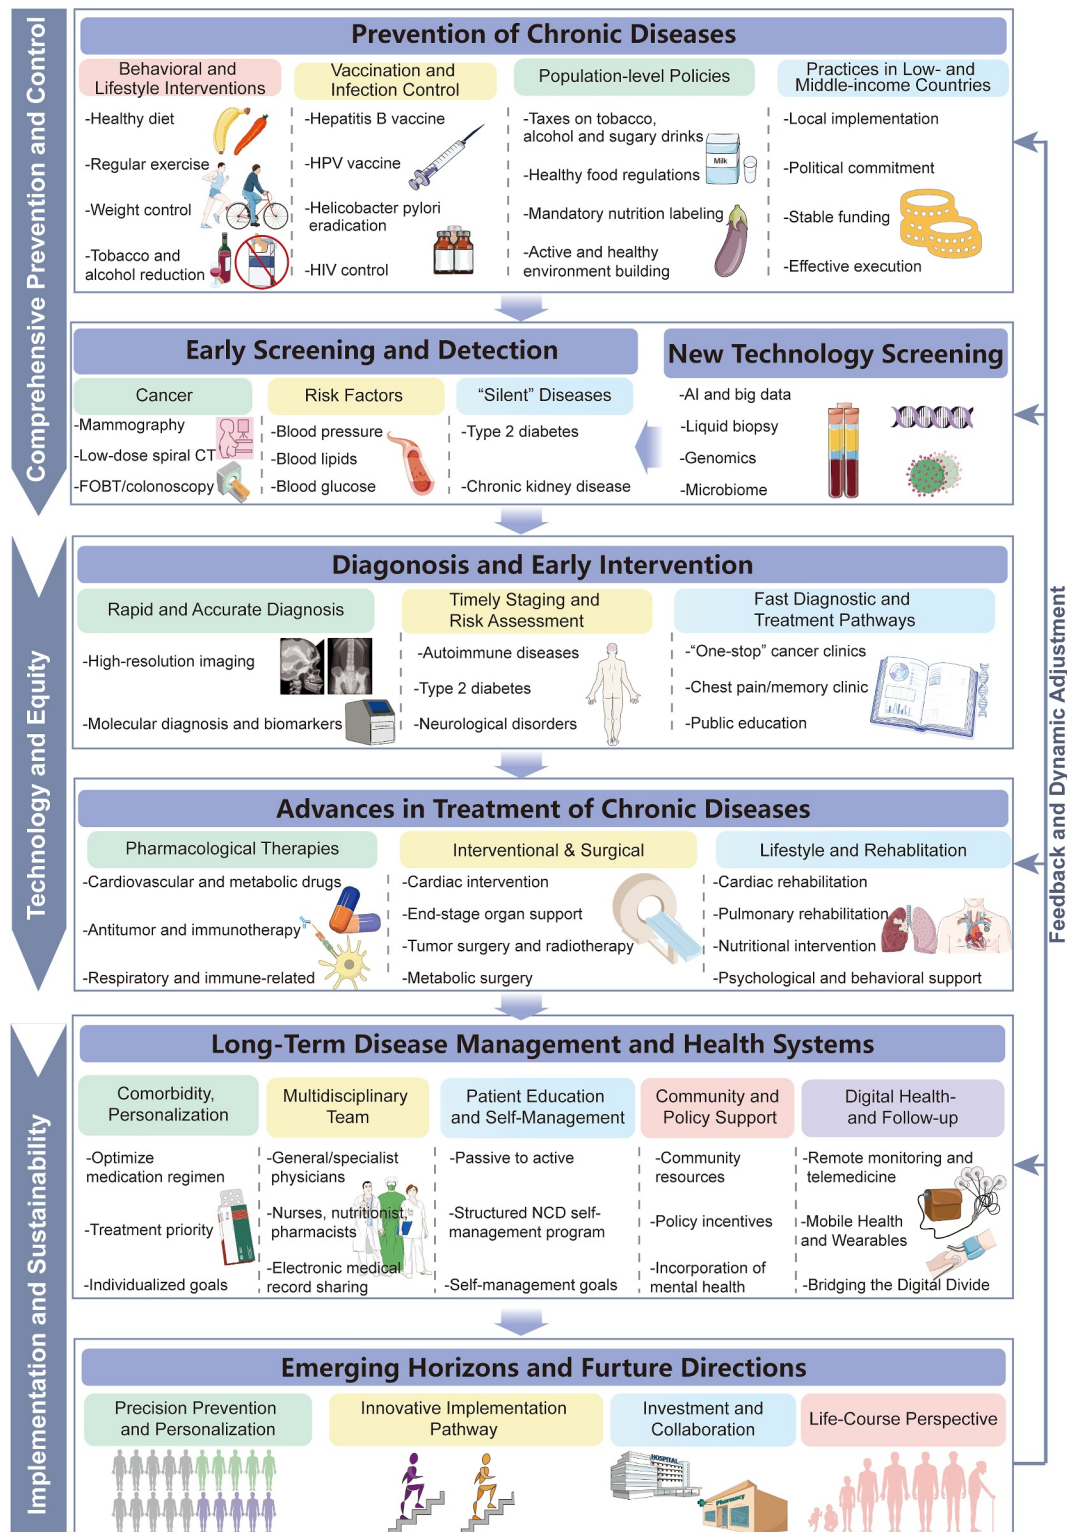 Comprehensive Prevention and Control
Prevention of Chronic Diseases
Behavioral and
Lifestyle Interventions
-Healthy diet
-Regular exercise
-Weight control
-Tobacco and
alcohol reduction
Vaccination and
Infection Control
-Hepatitis B vaccine
-HPV vaccine
-Helicobacter pylori
eradication
-HIV control
Population-level Policies
-Taxes on tobacco,
alcohol and sugary drinks
-Healthy food regulations
-Mandatory nutrition labeling
-Active and healthy
environment building
Milk
Practices in Low- and
Middle-income Countries
-Local implementation
-Political commitment
-Stable funding
-Effective execution
Early Screening and Detection
Cancer
-Mammography
-Low-dose spiral CT
-FOBT/colonoscopy
Risk Factors
-Blood pressure
-Blood lipids
-Blood glucose
“Silent” Diseases
-Type 2 diabetes
-Chronic kidney disease
New Technology Screening
-AI and big data
-Liquid biopsy
-Genomics
-Microbiome
Technology and Equity
Diagonosis and Early Intervention
Rapid and Accurate Diagnosis
-High-resolution imaging
-Molecular diagnosis and biomarkers
Timely Staging and
Risk Assessment
-Autoimmune diseases
-Type 2 diabetes
-Neurological disorders
Fast Diagnostic and
Treatment Pathways
-“One-stop” cancer clinics
-Chest pain/memory clinic
-Public education
Advances in Treatment of Chronic Diseases
Pharmacological Therapies
-Cardiovascular and metabolic drugs
-Antitumor and immunotherapy
-Respiratory and immune-related
Interventional & Surgical
-Cardiac intervention
-End-stage organ support
-Tumor surgery and radiotherapy
-Metabolic surgery
Lifestyle and Rehablitation
-Cardiac rehabilitation
-Pulmonary rehabilitation
-Nutritional intervention
-Psychological and behavioral support
Implementation and Sustainability
Long-Term Disease Management and Health Systems
Comorbidity,
Personalization
-Optimize
medication regimen
-Treatment priority
-Individualized goals
Multidisciplinary
Team
-General/specialist
physicians
-Nurses, nutritionist,
pharmacists
-Electronic medical
record sharing
Patient Education
and Self-Management
-Passive to active
-Structured NCD self-
management program
-Self-management goals
Community and
Policy Support
-Community
resources
-Policy incentives
-Incorporation of
mental health
Digital Health-
and Follow-up
-Remote monitoring and
telemedicine
-Mobile Health
and Wearables
-Bridging the Digital Divide
Emerging Horizons and Furture Directions
Precision Prevention
and Personalization
Innovative Implementation
Pathway
Investment and
Collaboration
HOSPITAL
Pharmacy
Life-Course Perspective
Feedback and Dynamic Adjustment